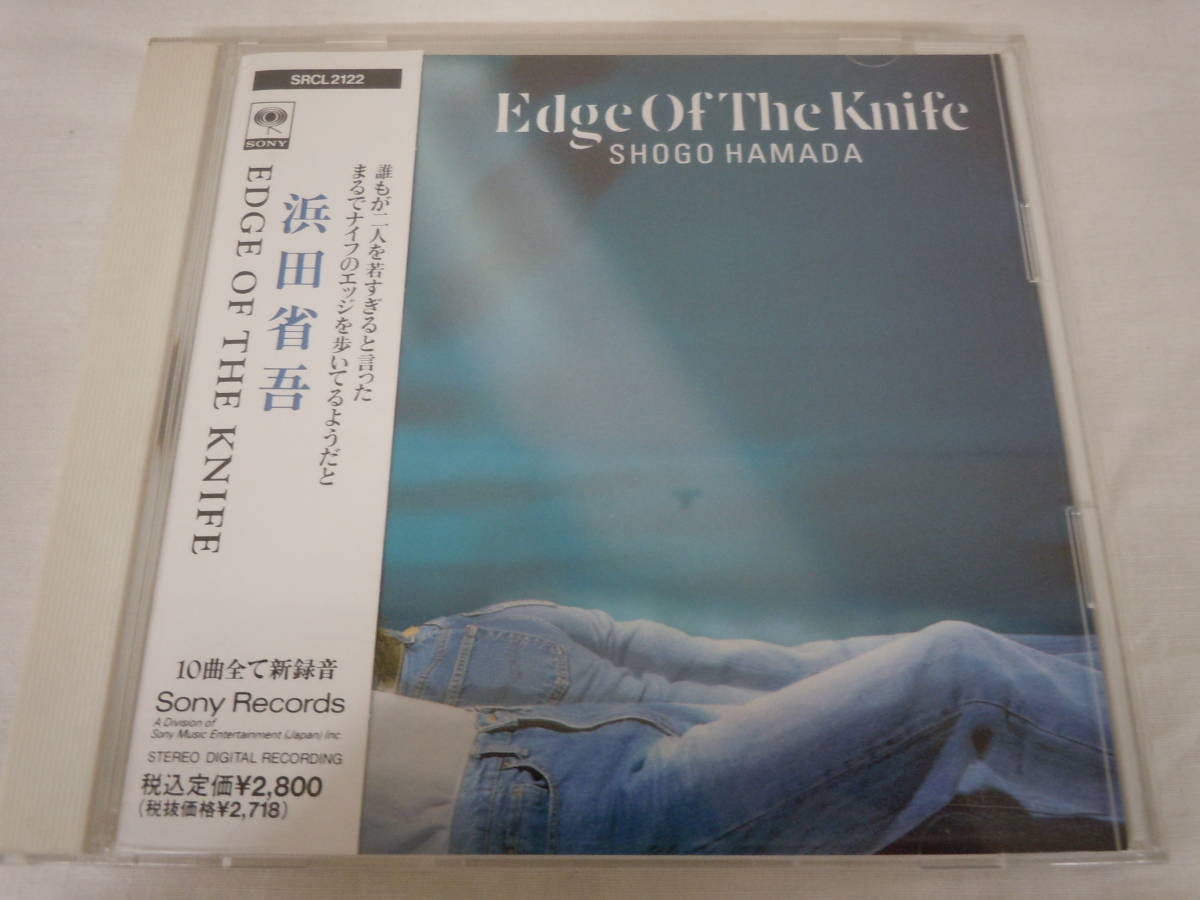 SRCL 2122
SONY
EDGE OF THE KNIFE
浜田省吾
誰もが二人を若すぎると言った
まるでナイフのエッジを歩いてるようだと
10曲全て新録音
Sony Records
A Division of
Sony Music Entertainment (Japan) Inc.
STEREO DIGITAL RECORDING
税込定価¥2,800
(税抜価格¥2,718)
Edge Of The Knife
SHOGO HAMADA